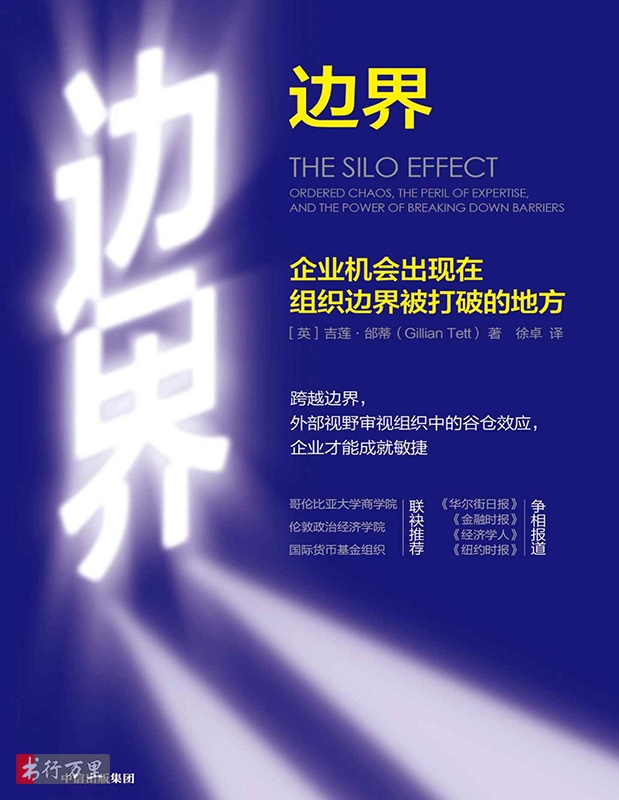 边界
边界
THE SILO EFFECT
ORDERED CHAOS, THE PERIL OF EXPERTISE,
AND THE POWER OF BREAKING DOWN BARRIERS
企业机会出现在
组织边界被打破的地方
[英] 吉莲·邰蒂（Gillian Tett）著 徐卓 译
跨越边界，
外部视野审视组织中的谷仓效应，
企业才能成就敏捷
哥伦比亚大学商学院
伦敦政治经济学院
国际货币基金组织
联袂推荐
《华尔街日报》
《金融时报》
《经济学人》
《纽约时报》
争相报道
书行万里
中信出版集团